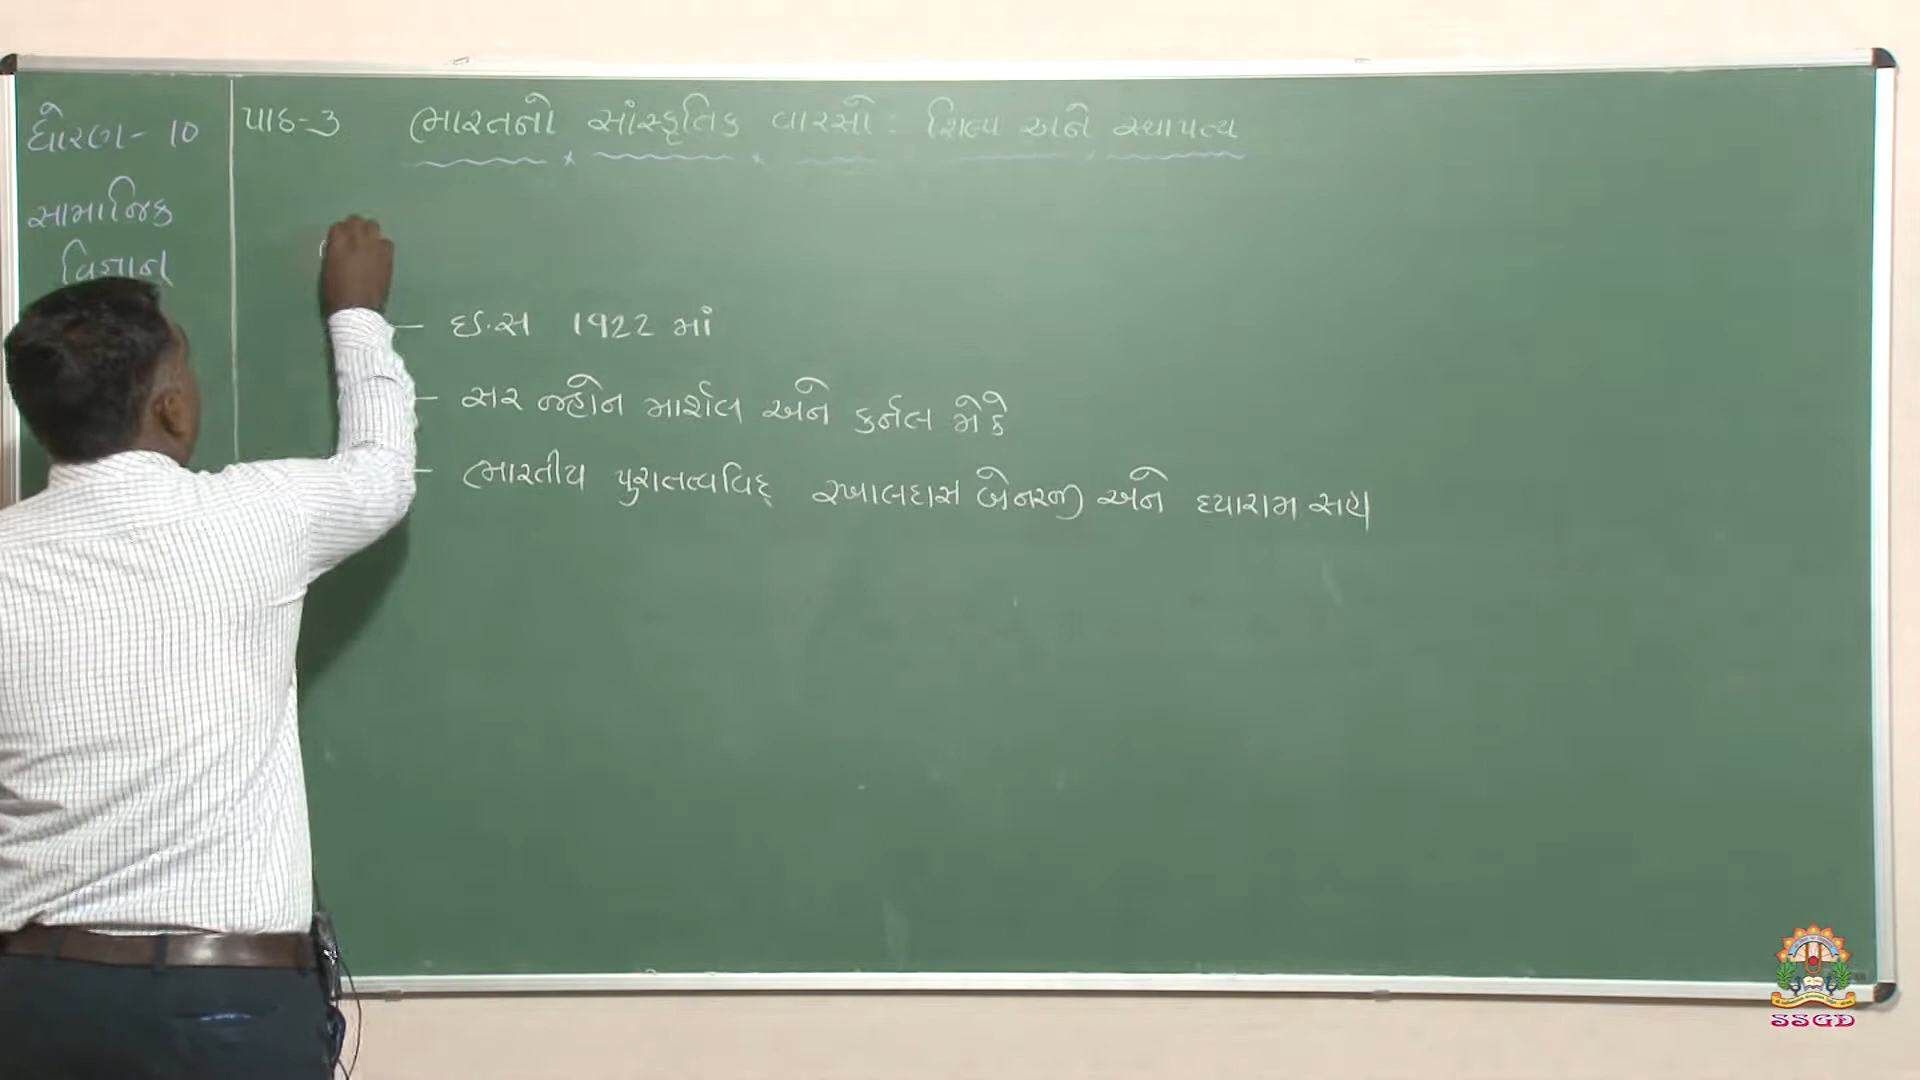 ધોરણ - 10
સામાજિક
વિજ્ઞાન
પાઠ-3 ભારતનો સાંસ્કૃતિક વારસો : શિલ્પ અને સ્થાપત્ય
– ઇ.સ 1922 માં
– સર જ્હોન માર્શલ અને કર્નલ મેકે
– ભારતીય પુરાતત્વવિદ્ રખાલદાસ બેનરજી અને દયારામ સહા
SSGD